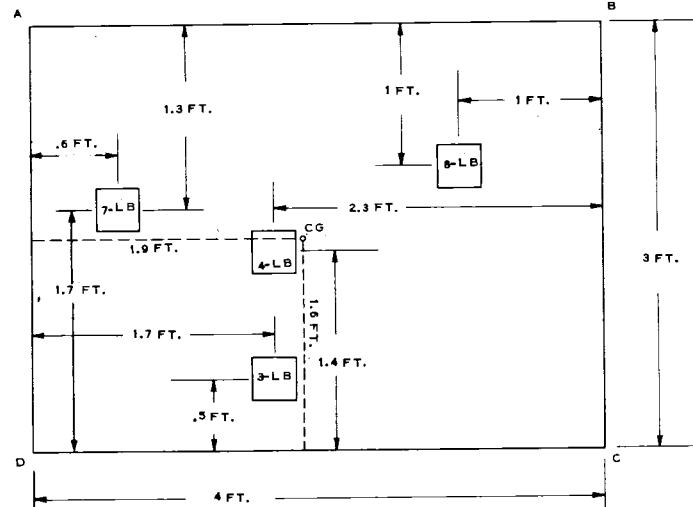 A
B
1 FT.
1 FT.
1.3 FT.
.6 FT.
8-LB
7-LB
2.3 FT.
CG
1.9 FT.
4-LB
3 FT.
1.7 FT.
1.6 FT.
1.7 FT.
1.4 FT.
3-LB
.5 FT.
D
C
4 FT.